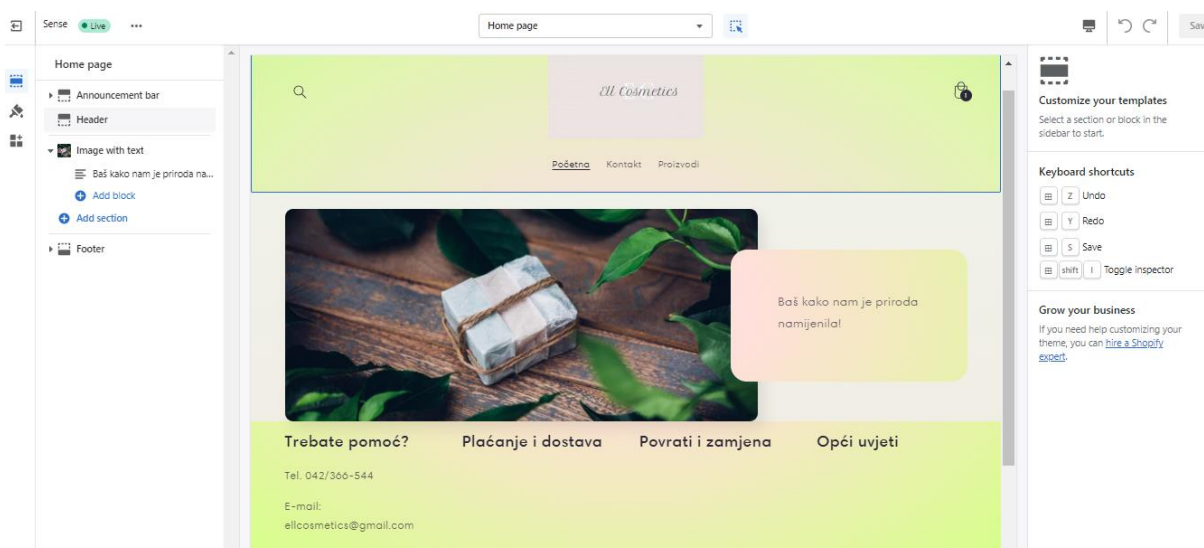 Sense Live ...
Home page
Sav
Home page
Announcement bar
Header
Image with text
Baš kako nam je priroda na...
Add block
Add section
Footer
Ell Cosmetics
1
Početna Kontakt Proizvodi
Baš kako nam je priroda
namijenila!
Trebate pomoć? Plaćanje i dostava Povrati i zamjena Opći uvjeti
Tel. 042/366-544
E-mail:
ellcosmetics@gmail.com
Customize your templates
Select a section or block in the
sidebar to start.
Keyboard shortcuts
Z Undo
Y Redo
S Save
shift I Toggle inspector
Grow your business
If you need help customizing your
theme, you can hire a Shopify
expert.